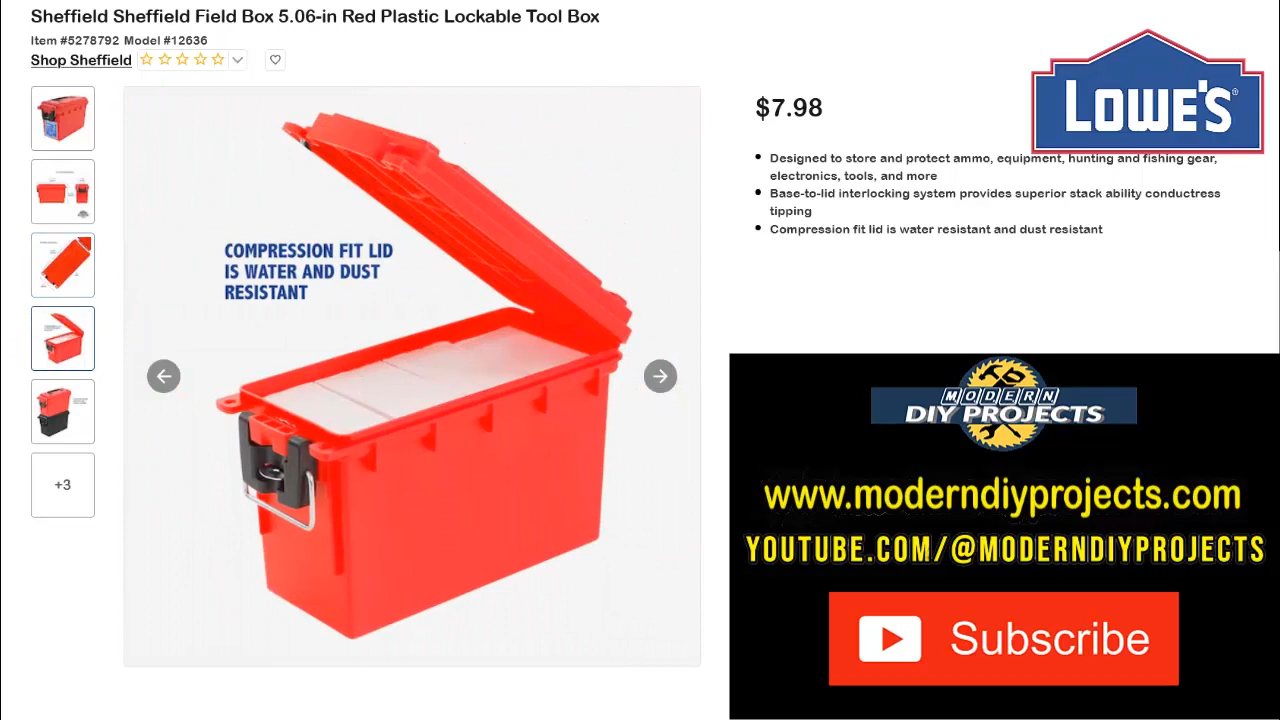 Sheffield Sheffield Field Box 5.06-in Red Plastic Lockable Tool Box
Item #5278792 Model #12636
Shop Sheffield
$7.98
LOWE'S®
Designed to store and protect ammo, equipment, hunting and fishing gear,
electronics, tools, and more
Base-to-lid interlocking system provides superior stack ability conductress
tipping
Compression fit lid is water resistant and dust resistant
COMPRESSION FIT LID
IS WATER AND DUST
RESISTANT
+3
MODERN
DIY PROJECTS
www.moderndiyprojects.com
YOUTUBE.COM/@MODERNDIYPROJECTS
Subscribe